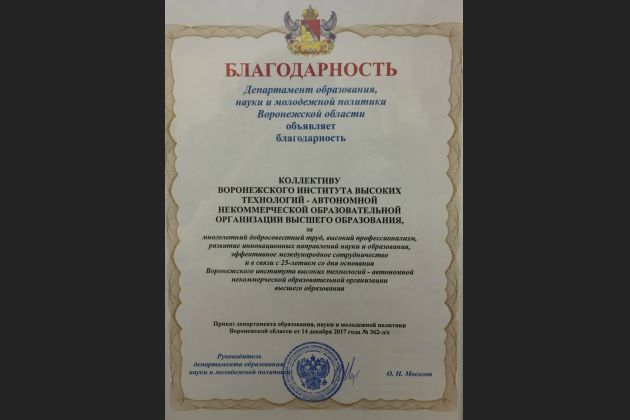 БЛАГОДАРНОСТЬ
Департамент образования,
науки и молодежной политики
Воронежской области
объявляет
благодарность
КОЛЛЕКТИВУ
ВОРОНЕЖСКОГО ИНСТИТУТА ВЫСОКИХ
ТЕХНОЛОГИЙ - АВТОНОМНОЙ
НЕКОММЕРЧЕСКОЙ ОБРАЗОВАТЕЛЬНОЙ
ОРГАНИЗАЦИИ ВЫСШЕГО ОБРАЗОВАНИЯ,
за
многолетний добросовестный труд, высокий профессионализм,
развитие инновационных направлений науки и образования,
эффективное международное сотрудничество
и в связи с 25-летием со дня основания
Воронежского института высоких технологий - автономной
некоммерческой образовательной организации
высшего образования
Приказ департамента образования, науки и молодежной политики
Воронежской области от 14 декабря 2017 года № 362-л/с
Руководитель
департамента образования
науки и молодежной политики
О. Н. Мосолов